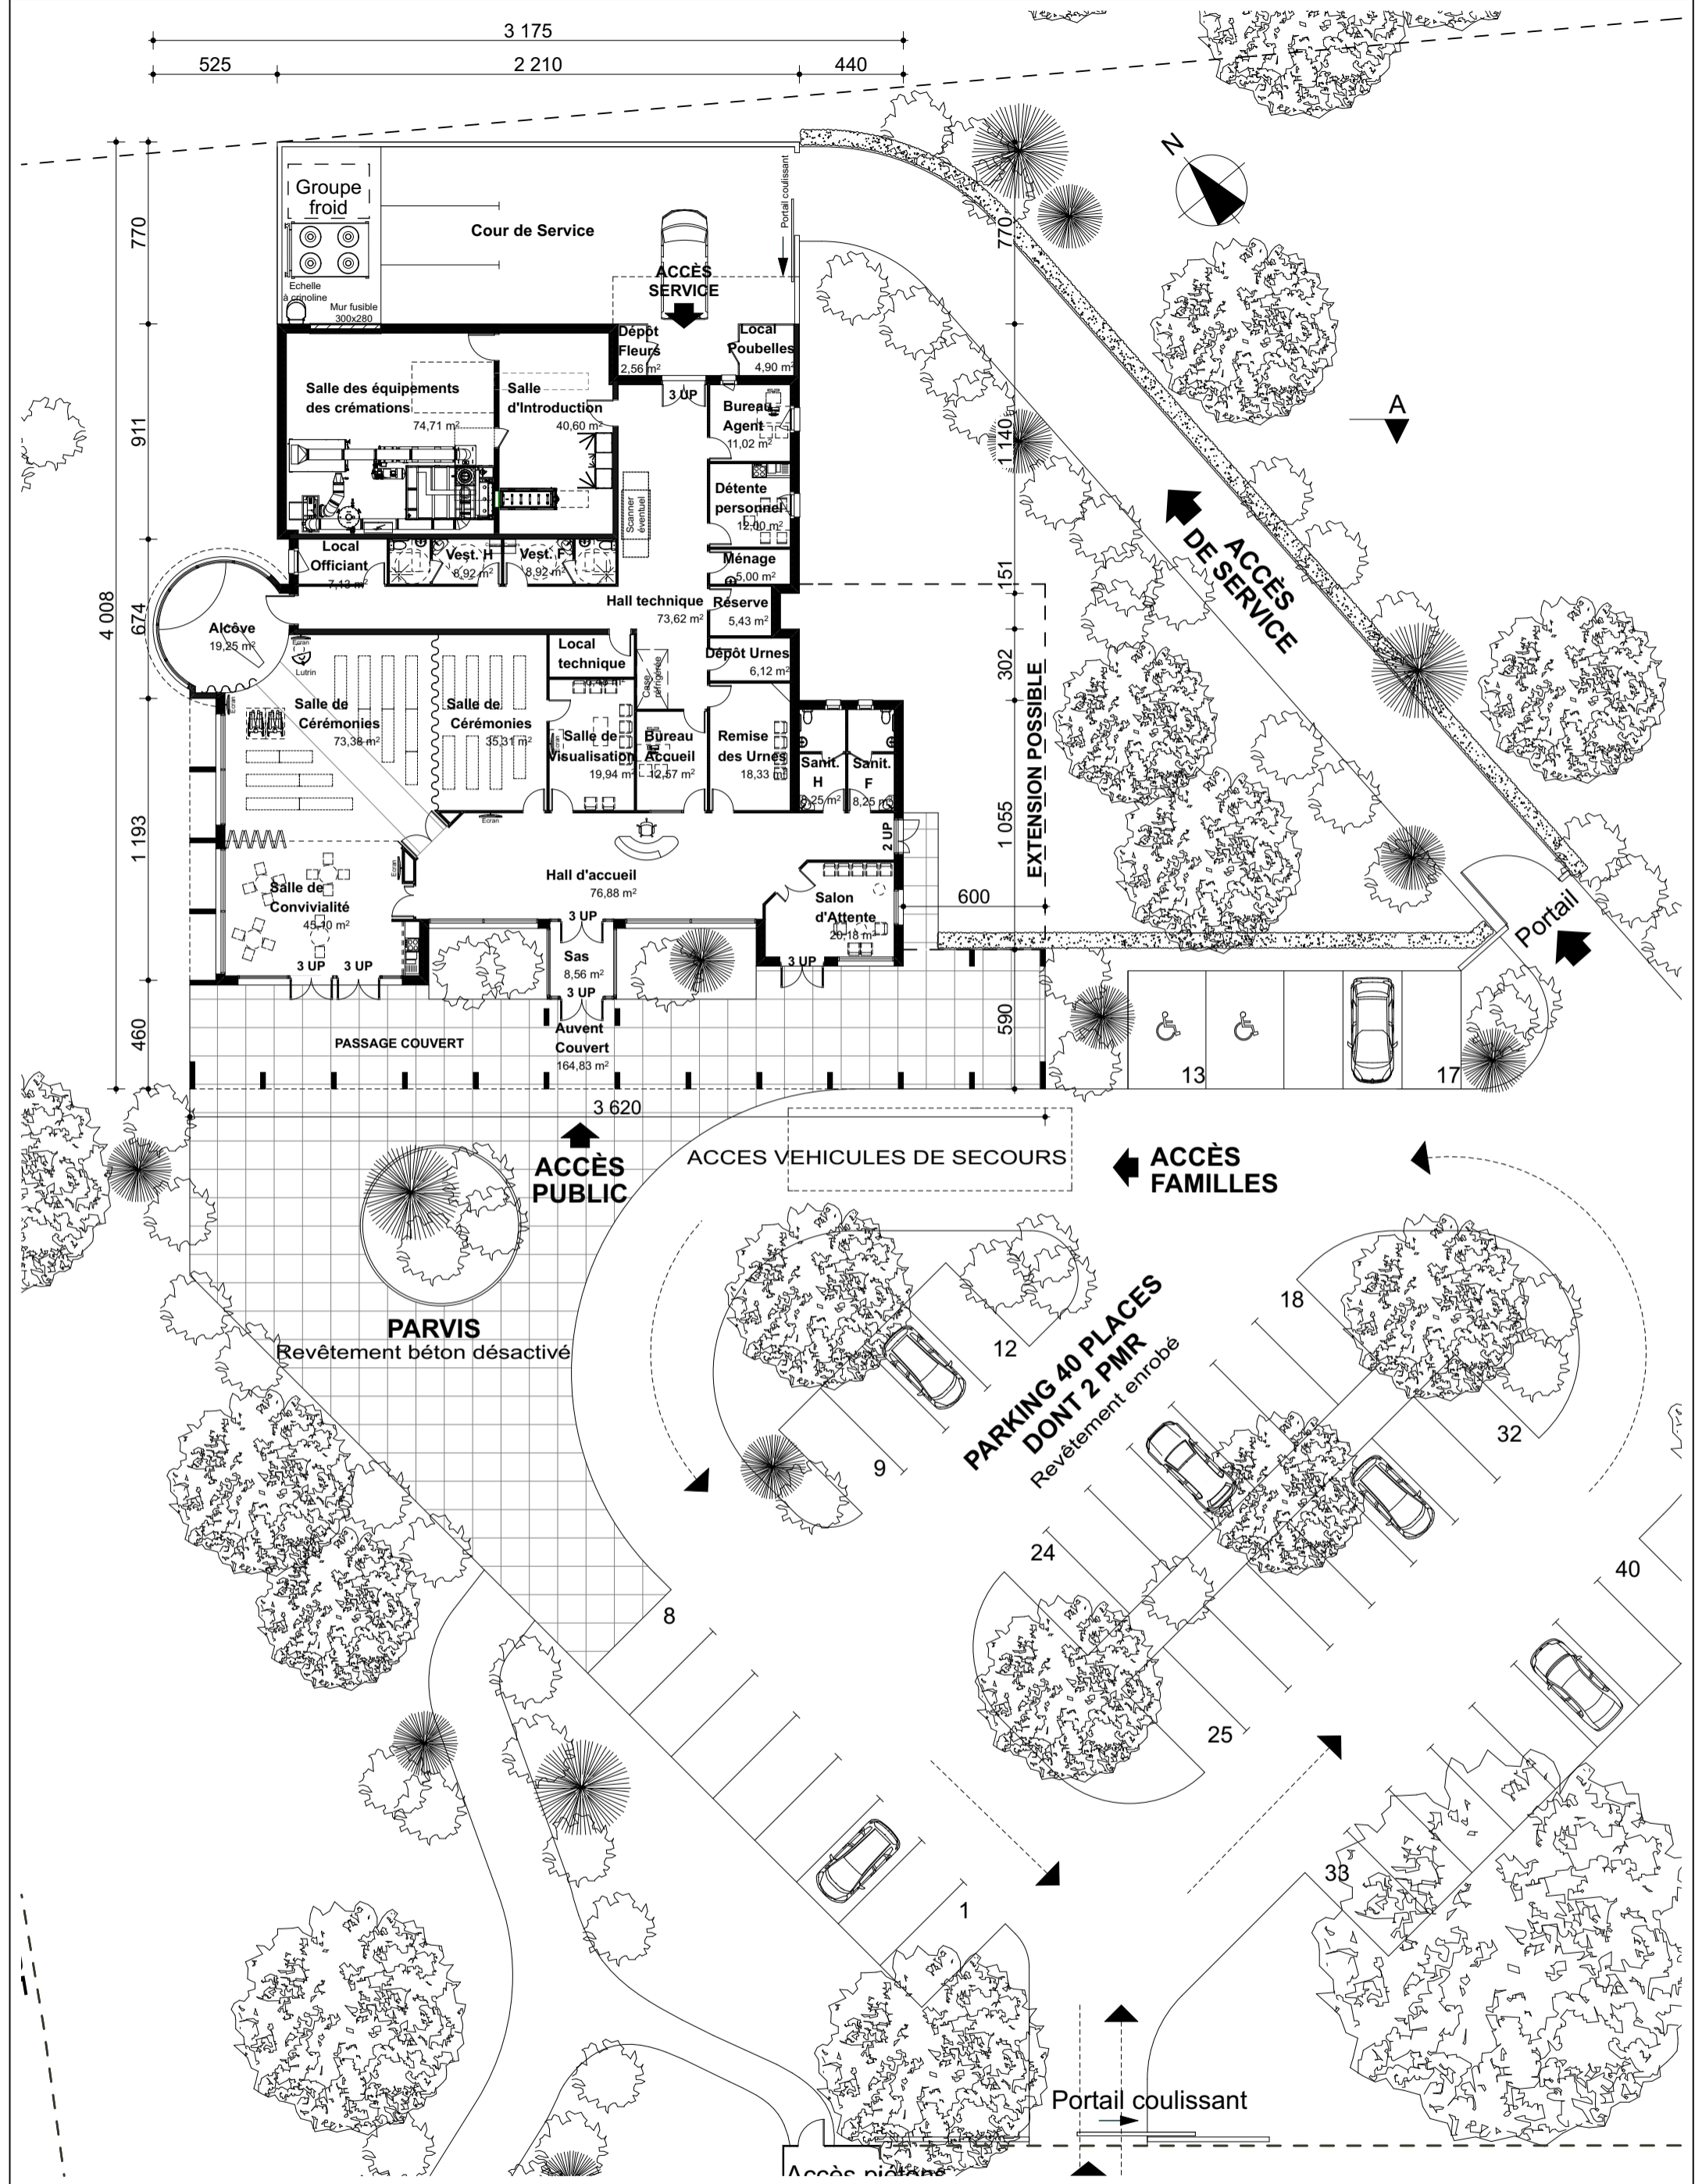 3 175
525
2 210
440
N
Groupe
froid
Portail coulissant
770
770
Cour de Service
Echelle
à crinoline
Mur fusible
300x280
ACCÈS
SERVICE
Dépôt
Fleurs
2,56 m²
Local
Poubelles
4,90 m²
3 UP
Salle des équipements
des crémations
74,71 m²
Salle
d'Introduction
40,60 m²
Bureau
Agent
11,02 m²
A
911
1 140
Détente
personnel
12,00 m²
Scanner
éventuel
Local
Officiant
7,13 m²
Vest. H
8,92 m²
Vest. F
8,92 m²
Ménage
5,00 m²
ACCÈS
DE SERVICE
151
4 008
674
Hall technique
73,62 m²
Réserve
5,43 m²
Alcôve
19,25 m²
Ecran
Lutrin
Local
technique
Dépôt Urnes
6,12 m²
302
Case
réfrigérée
EXTENSION POSSIBLE
Ecran
Salle de
Cérémonies
73,38 m²
Salle de
Cérémonies
35,31 m²
Ecran
Salle de
Visualisation
19,94 m²
Bureau
Accueil
12,57 m²
Remise
des Urnes
18,33 m²
Sanit.
H
8,25 m²
Sanit.
F
8,25 m²
1 193
1 055
Ecran
2 UP
Ecran
Hall d'accueil
76,88 m²
Salle de
Convivialité
45,10 m²
Salon
d'Attente
20,18 m²
600
Portail
3 UP
Sas
8,56 m²
3 UP
3 UP
3 UP
3 UP
460
590
PASSAGE COUVERT
Auvent
Couvert
164,83 m²
13
17
3 620
ACCÈS
PUBLIC
ACCES VEHICULES DE SECOURS
ACCÈS
FAMILLES
PARVIS
Revêtement béton désactivé
18
12
PARKING 40 PLACES
DONT 2 PMR
Revêtement enrobé
32
9
24
40
8
25
33
1
Portail coulissant
Accès piétons